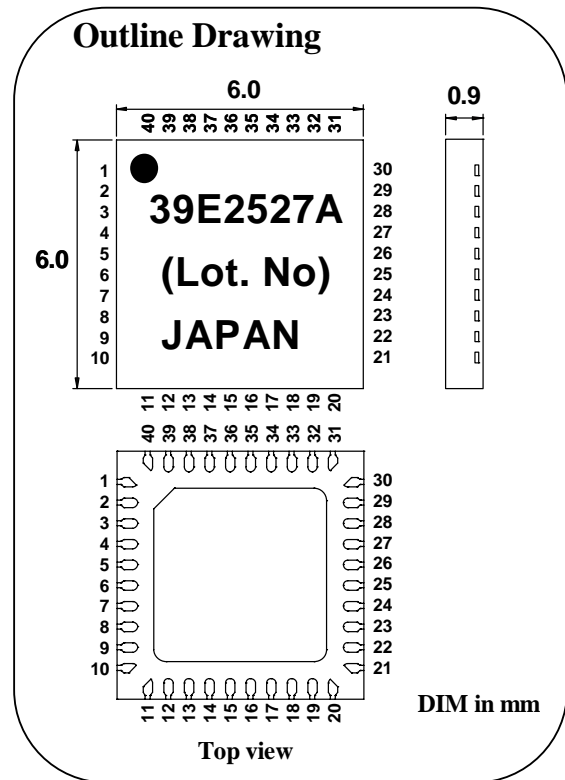 Outline Drawing
6.0
0.9
40 39 38 37 36 35 34 33 32 31
6.0
1 2 3 4 5 6 7 8 9 10
39E2527A
(Lot. No)
JAPAN
30 29 28 27 26 25 24 23 22 21
11 12 13 14 15 16 17 18 19 20
40 39 38 37 36 35 34 33 32 31
1 2 3 4 5 6 7 8 9 10
30 29 28 27 26 25 24 23 22 21
11 12 13 14 15 16 17 18 19 20
DIM in mm
Top view